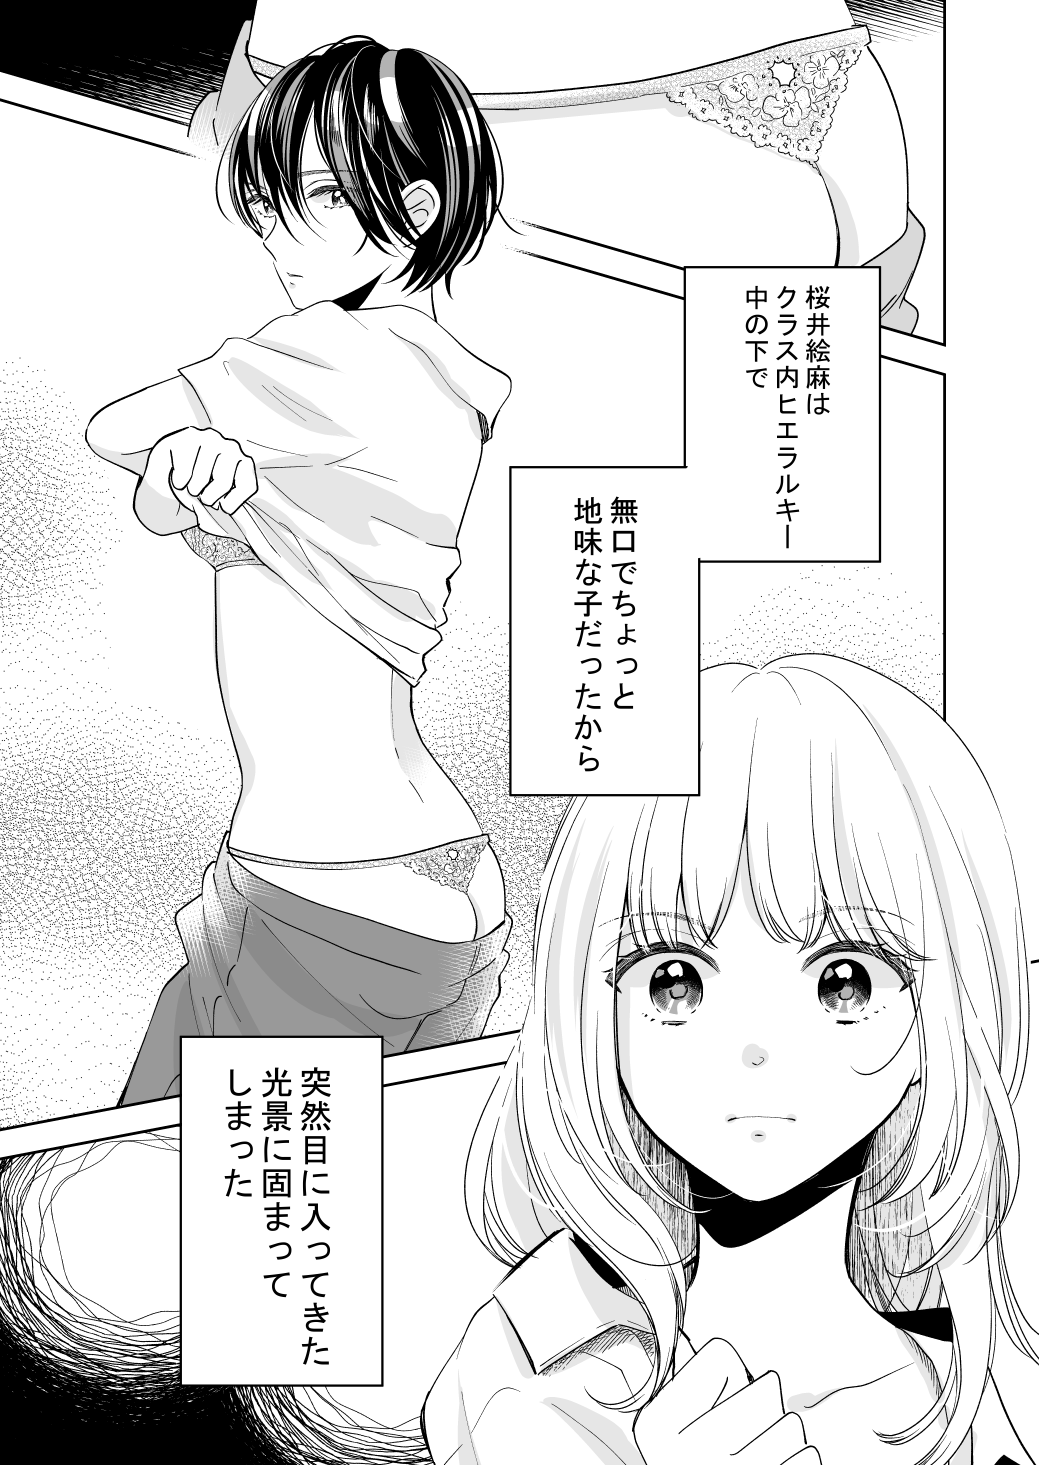 桜井絵麻は
クラス内ヒエラルキー
中の下で
無口でちょっと
地味な子だったから
突然目に入ってきた
光景に固まって
しまった